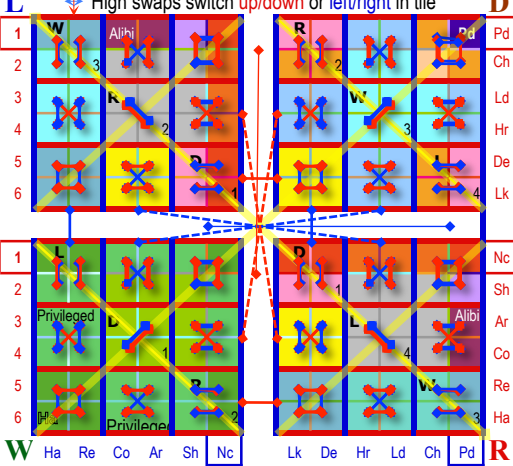 L High swaps switch up/down or left/right in tile D
1 W Alibi R Pd Pd
2 3 2 Ch
3 R W Ld
4 2 3 Hr
5 D L De
6 1 4 Lk
1 L D Nc
2 1 Sh
3 Privileged D L Alibi Ar
4 1 4 Co
5 R W Re
6 Ha Privileged 2 3 Ha
W Ha Re Co Ar Sh Nc Lk De Hr Ld Ch Pd R